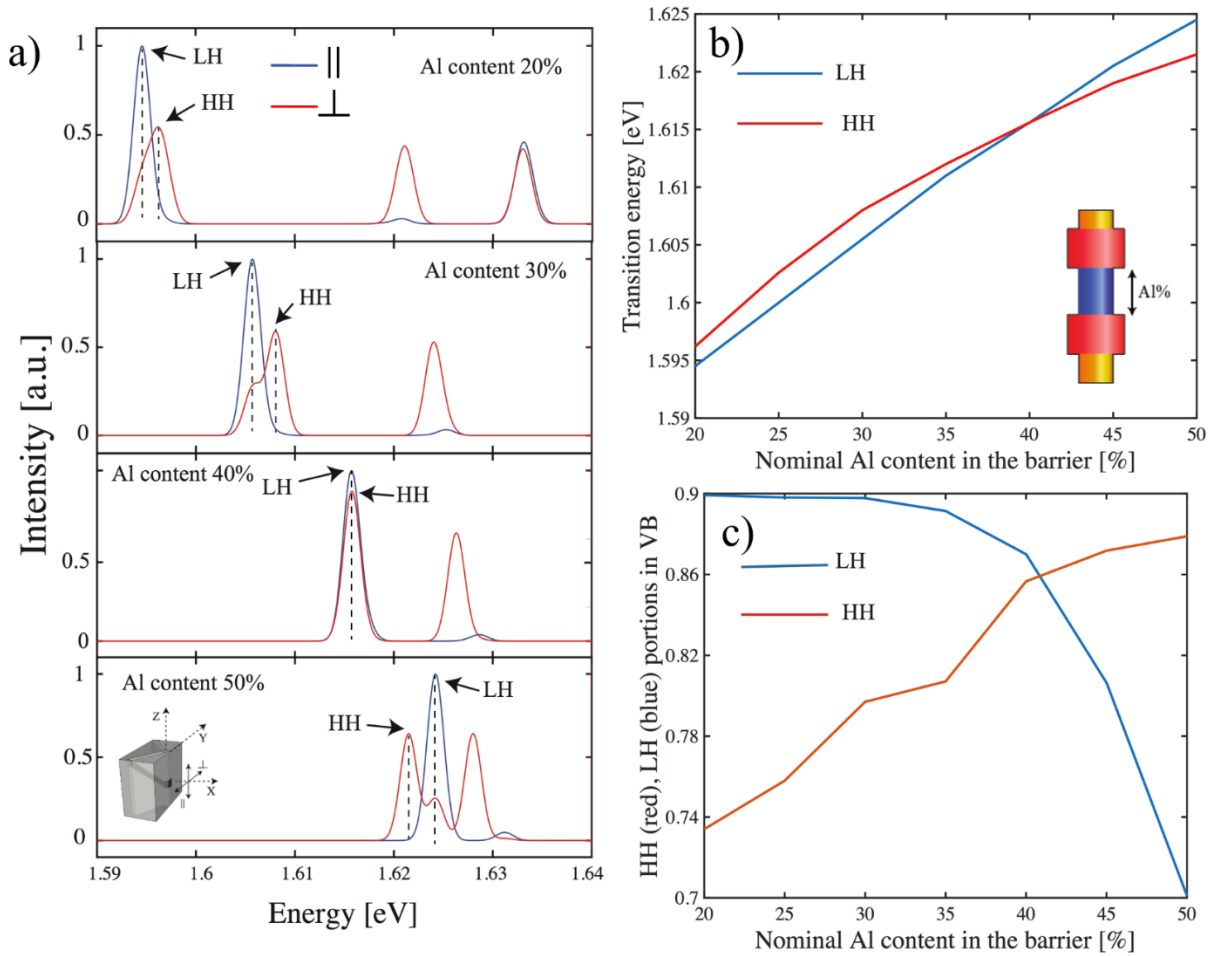 a)
Intensity [a.u.]
1
0.5
0
LH
HH
||
⊥
Al content 20%
1
0.5
0
LH
HH
Al content 30%
1
0.5
0
Al content 40%
LH
HH
1
0.5
0
Al content 50%
HH
LH
Z
Y
⊥
X
||
1.59 1.6 1.61 1.62 1.63 1.64
Energy [eV]
b)
Transition energy [eV]
1.625
1.62
1.615
1.61
1.605
1.6
1.595
1.59
LH
HH
Al%
20 25 30 35 40 45 50
Nominal Al content in the barrier [%]
c)
HH (red), LH (blue) portions in VB
0.9
0.86
0.82
0.78
0.74
0.7
LH
HH
20 25 30 35 40 45 50
Nominal Al content in the barrier [%]